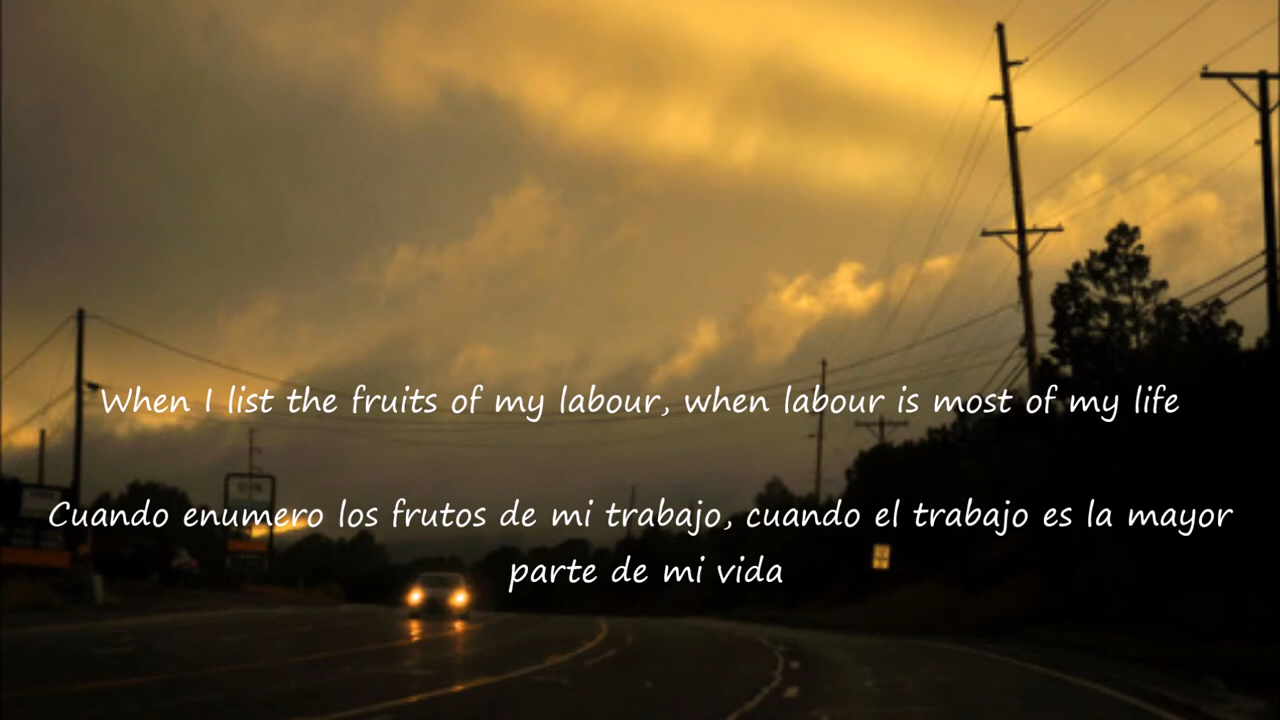 When I list the fruits of my labour, when labour is most of my life
Cuando enumero los frutos de mi trabajo, cuando el trabajo es la mayor
parte de mi vida